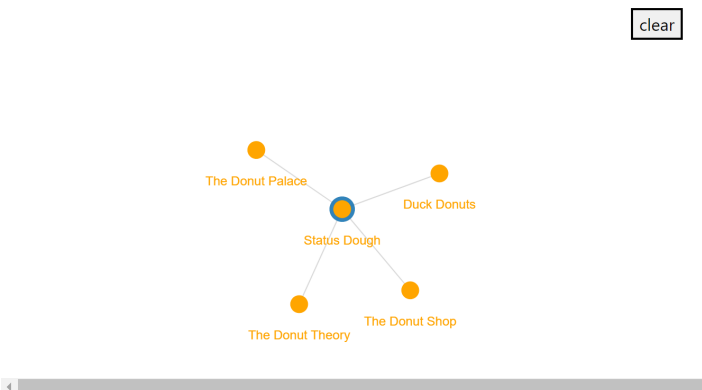 clear
The Donut Palace
Duck Donuts
Status Dough
The Donut Shop
The Donut Theory